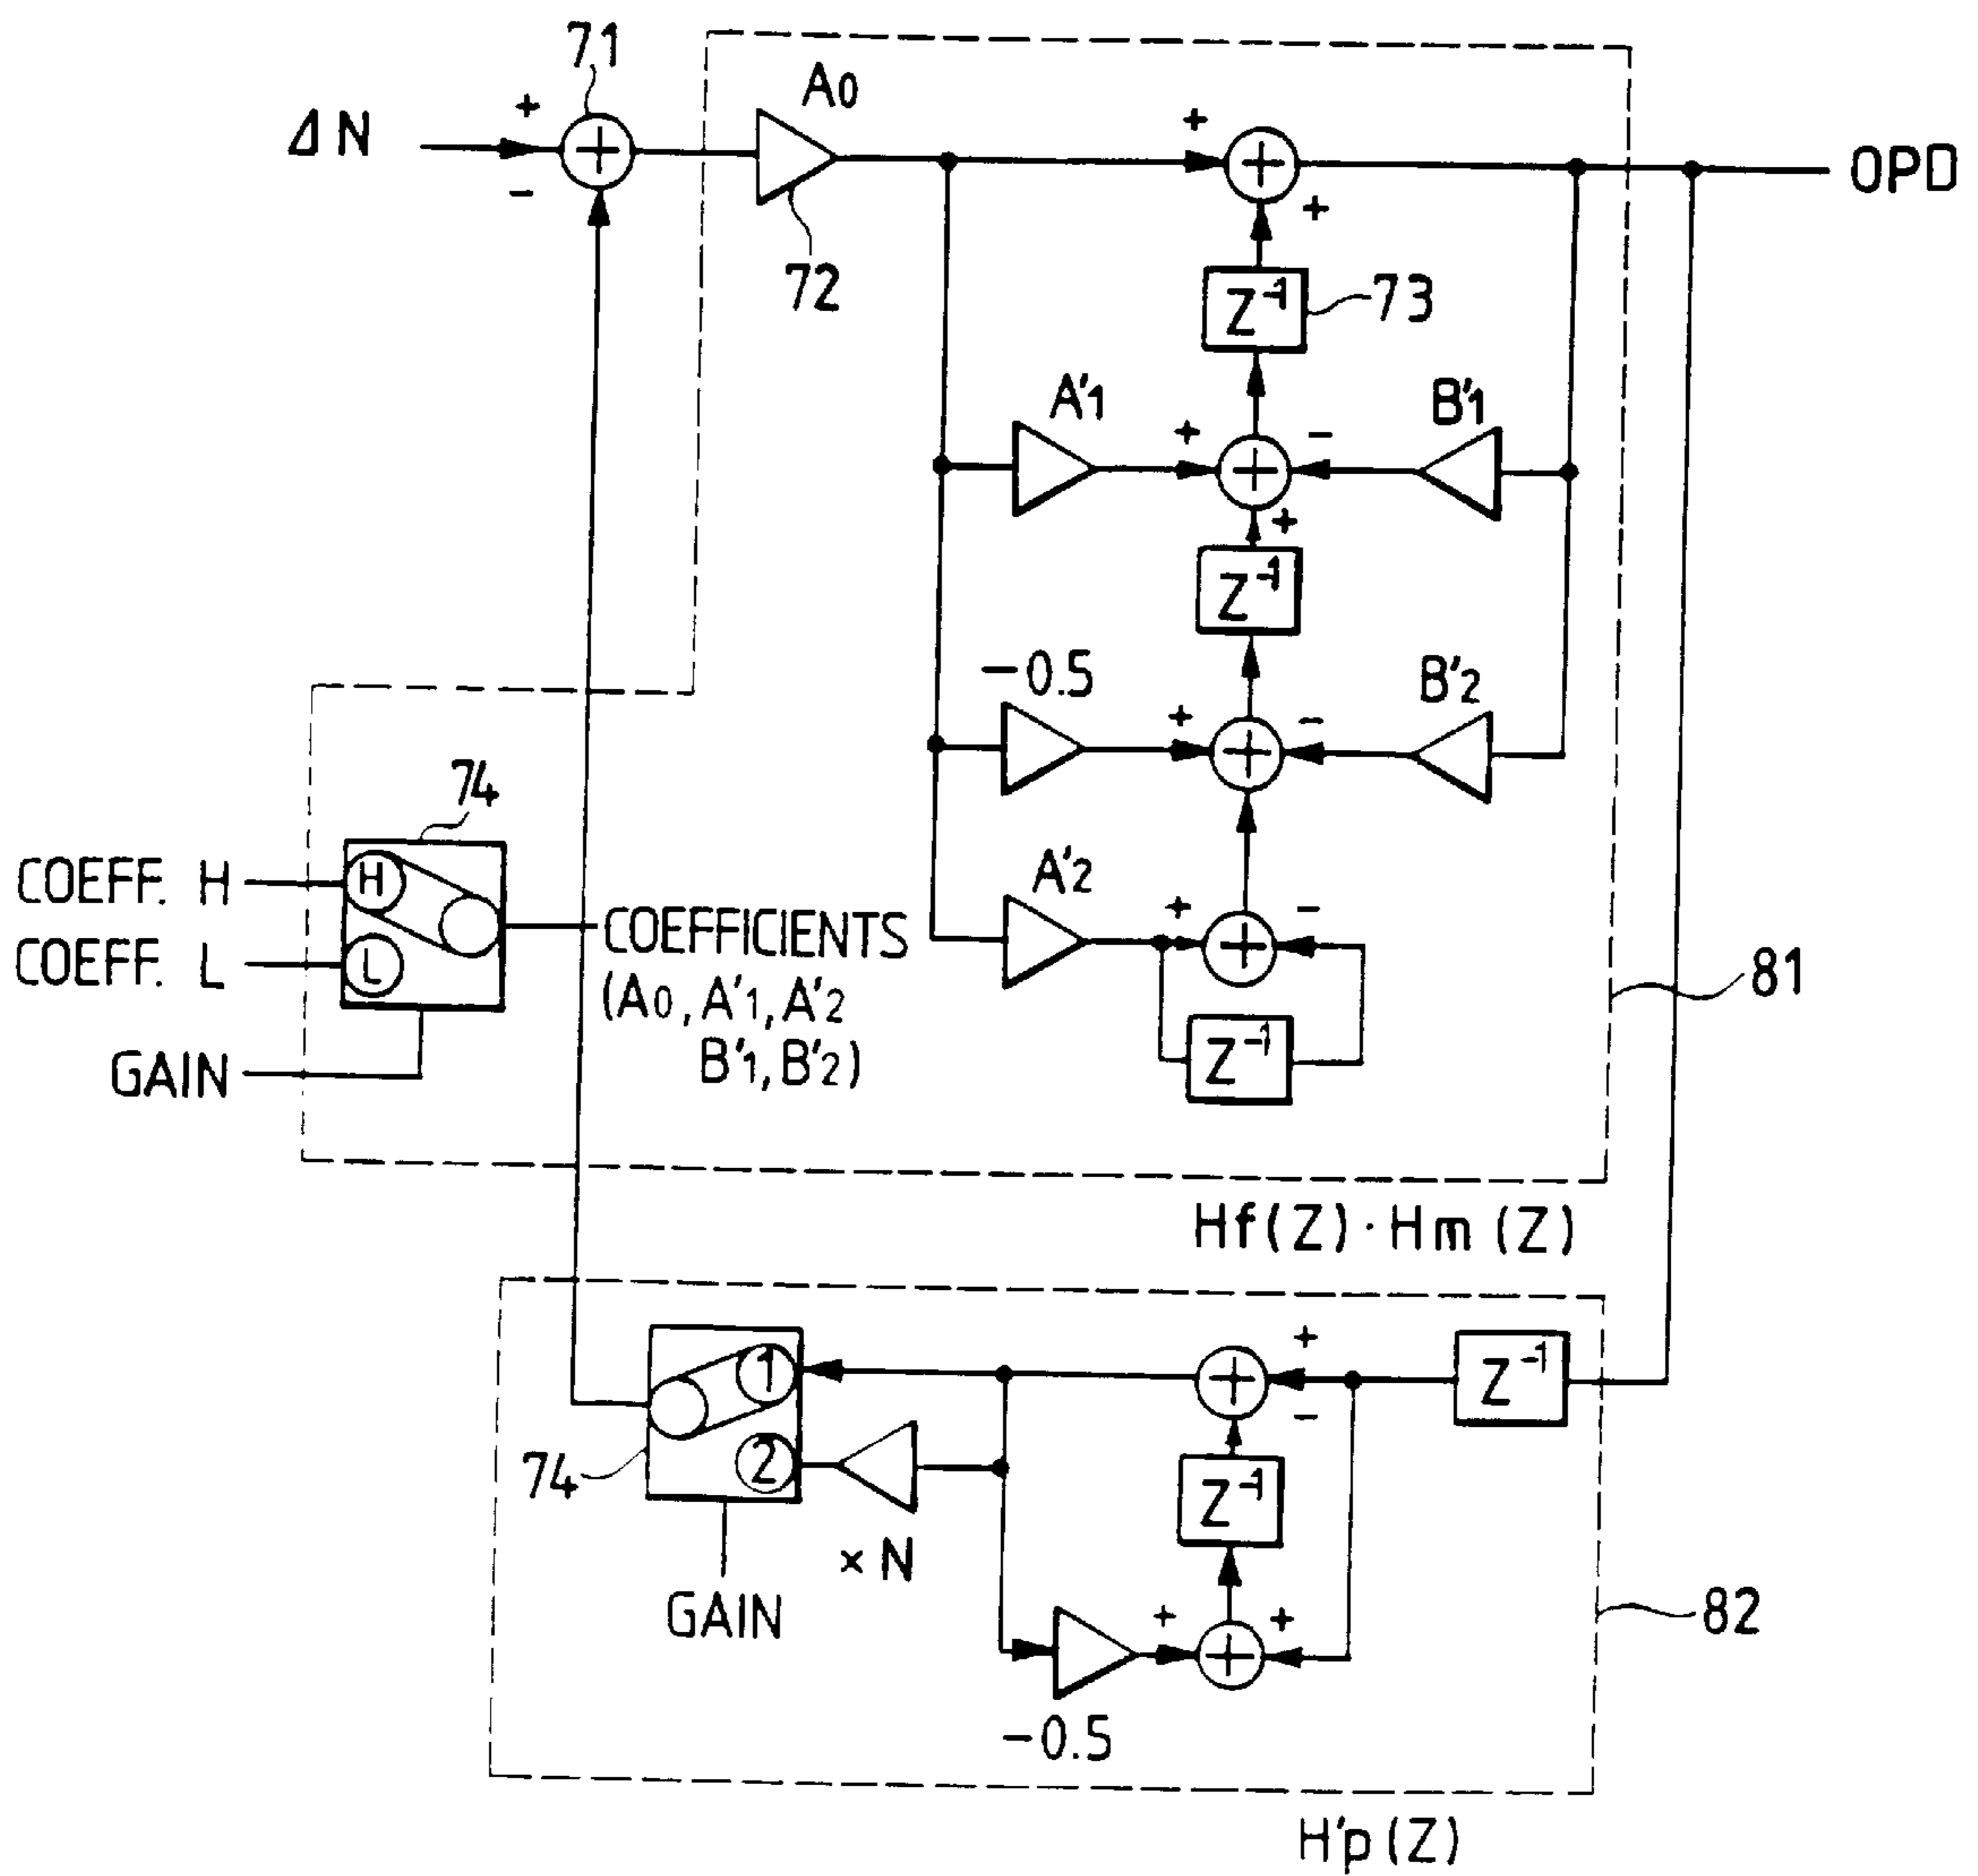 71
+
ΔN
−
A0
72
+
+
OPD
Z⁻¹
73
A'1
+
−
B'1
+
Z⁻¹
−0.5
+
−
B'2
74
COEFF. H
H
COEFF. L
L
GAIN
COEFFICIENTS
(A0, A'1, A'2
B'1, B'2)
A'2
+
−
Z⁻¹
81
Hf(Z)·Hm(Z)
1
2
74
GAIN
×N
+
−
Z⁻¹
Z⁻¹
+
+
−0.5
82
H'p(Z)